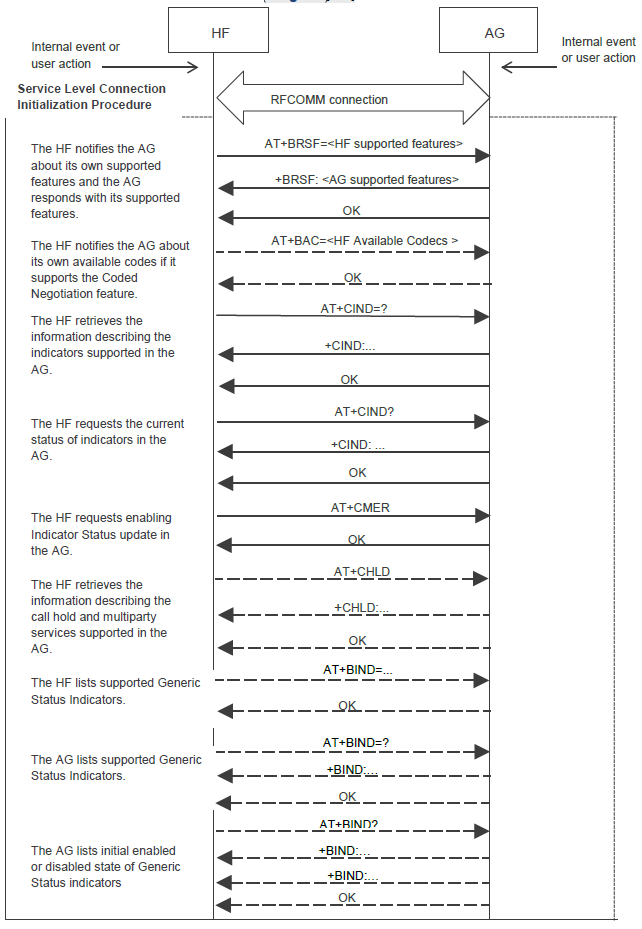 HF
AG
Internal event or
user action
Internal event
or user action
Service Level Connection
Initialization Procedure
RFCOMM connection
The HF notifies the AG
about its own supported
features and the AG
responds with its supported
features.
AT+BRSF=<HF supported features>
+BRSF: <AG supported features>
OK
The HF notifies the AG about
its own available codes if it
supports the Coded
Negotiation feature.
AT+BAC=<HF Available Codecs >
OK
The HF retrieves the
information describing the
indicators supported in the
AG.
AT+CIND=?
+CIND:...
OK
The HF requests the current
status of indicators in the
AG.
AT+CIND?
+CIND: ...
OK
The HF requests enabling
Indicator Status update in
the AG.
AT+CMER
OK
The HF retrieves the
information describing the
call hold and multiparty
services supported in the
AG.
AT+CHLD
+CHLD:...
OK
The HF lists supported Generic
Status Indicators.
AT+BIND=...
OK
The AG lists supported Generic
Status Indicators.
AT+BIND=?
+BIND:...
OK
The AG lists initial enabled
or disabled state of Generic
Status indicators
AT+BIND?
+BIND:...
+BIND:...
OK